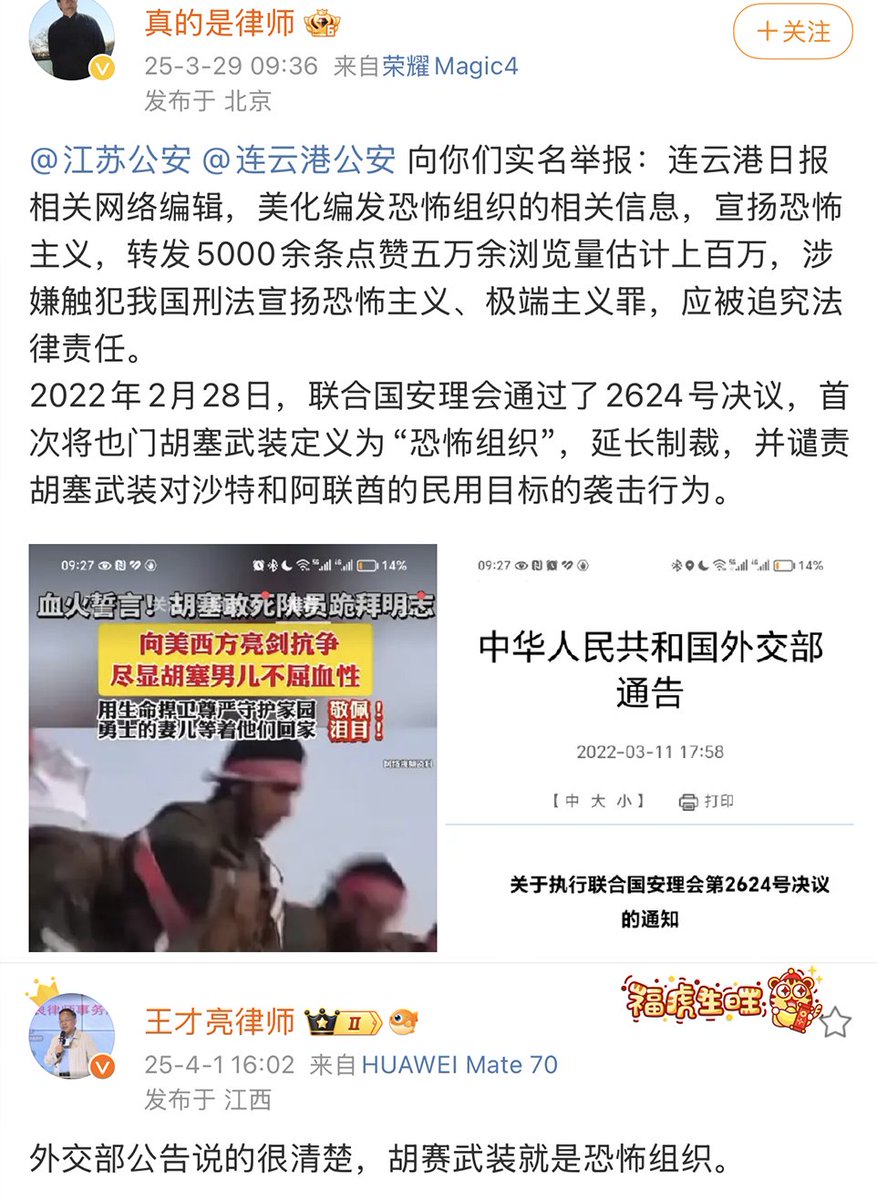 真的是律师
+关注
25-3-29 09:36 来自荣耀Magic4
发布于 北京
@江苏公安 @连云港公安 向你们实名举报：连云港日报
相关网络编辑，美化编发恐怖组织的相关信息，宣扬恐怖
主义，转发5000余条点赞五万余浏览量估计上百万，涉
嫌触犯我国刑法宣扬恐怖主义、极端主义罪，应被追究法
律责任。
2022年2月28日，联合国安理会通过了2624号决议，首
次将也门胡塞武装定义为“恐怖组织”，延长制裁，并谴责
胡塞武装对沙特和阿联酋的民用目标的袭击行为。
09:27
14%
血火誓言！胡塞敢死队员跪拜明志
向美西方亮剑抗争
尽显胡塞男儿不屈血性
用生命捍卫尊严守护家园
勇士的妻儿等着他们回家
敬佩！
泪目！
09:27
14%
中华人民共和国外交部
通告
2022-03-11 17:58
【中 大 小】 打印
关于执行联合国安理会第2624号决议
的通知
王才亮律师
II
福虎生旺
25-4-1 16:02 来自HUAWEI Mate 70
发布于 江西
外交部公告说的很清楚，胡赛武装就是恐怖组织。